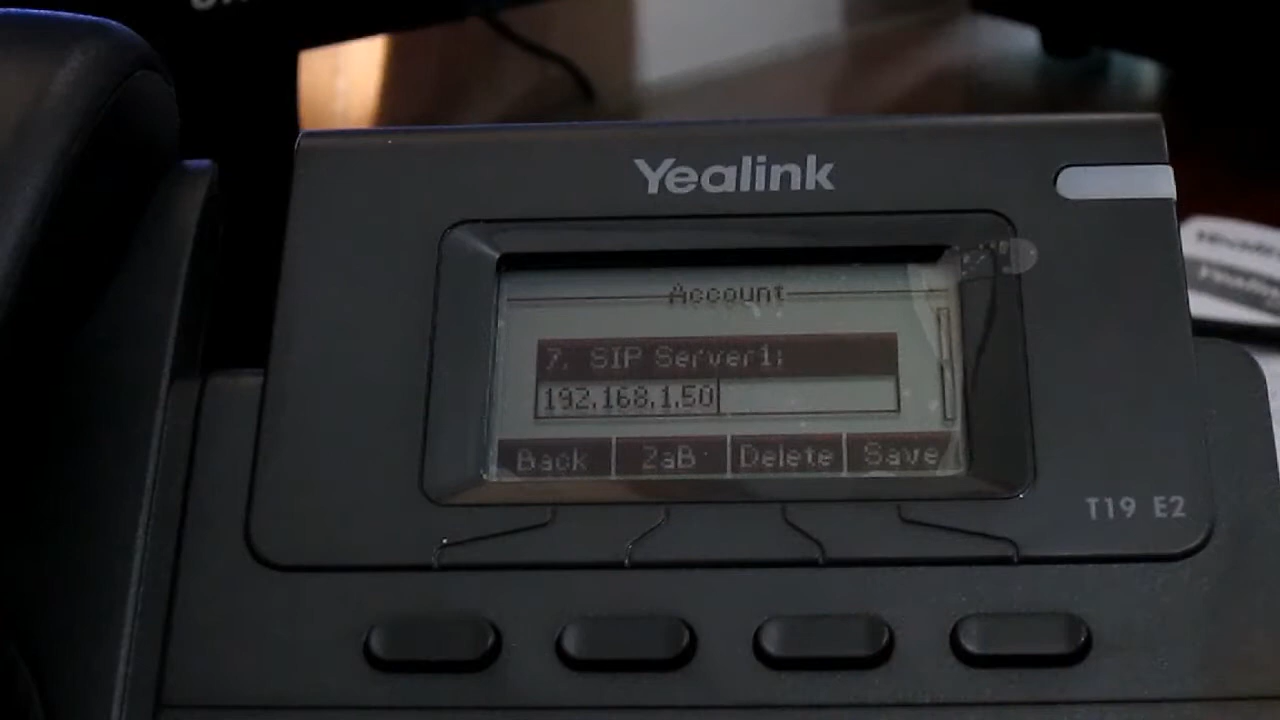 Yealink
Account
7. SIP Server1:
192.168.1.50
Back 2aB Delete Save
T19 E2